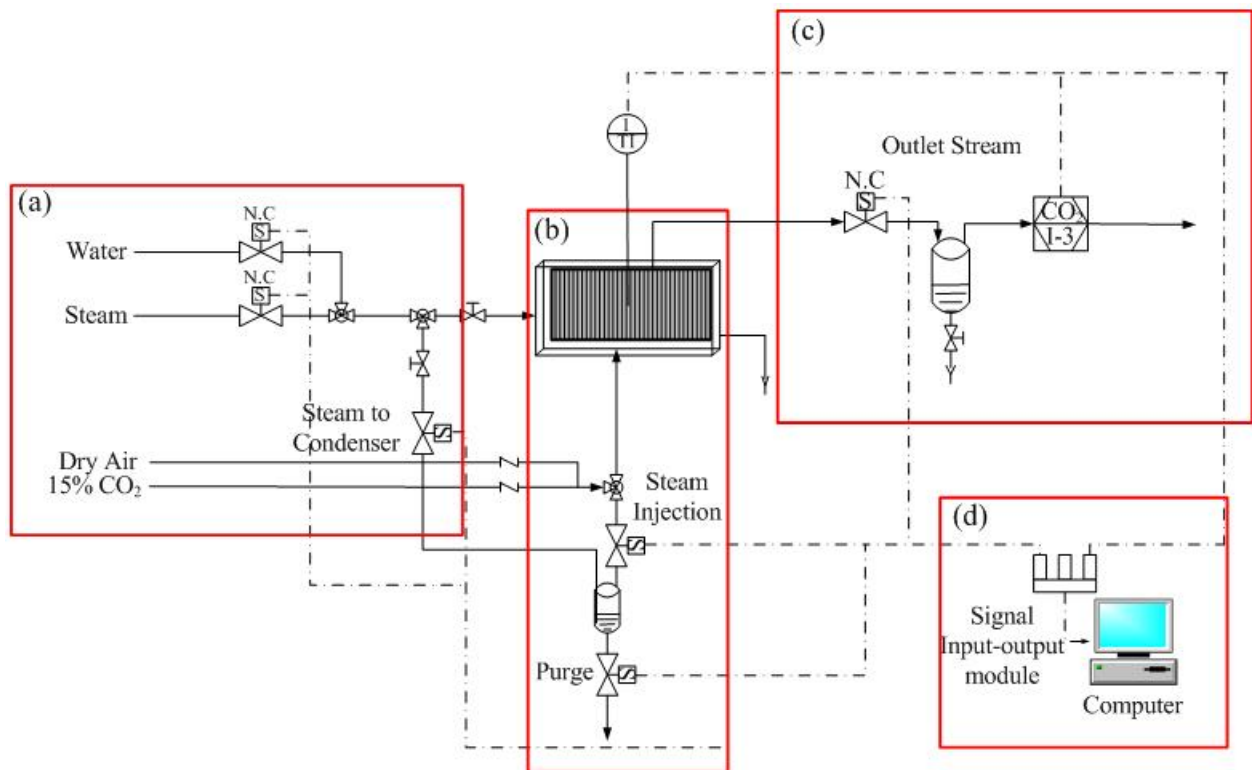 (a)
N.C
S
Water
N.C
S
Steam
Steam to
Condenser
S
Dry Air
15% CO₂
(b)
Steam
Injection
S
Purge
S
(c)
I
TT
Outlet Stream
N.C
S
CO₂
I-3
(d)
Signal
Input-output
module
Computer